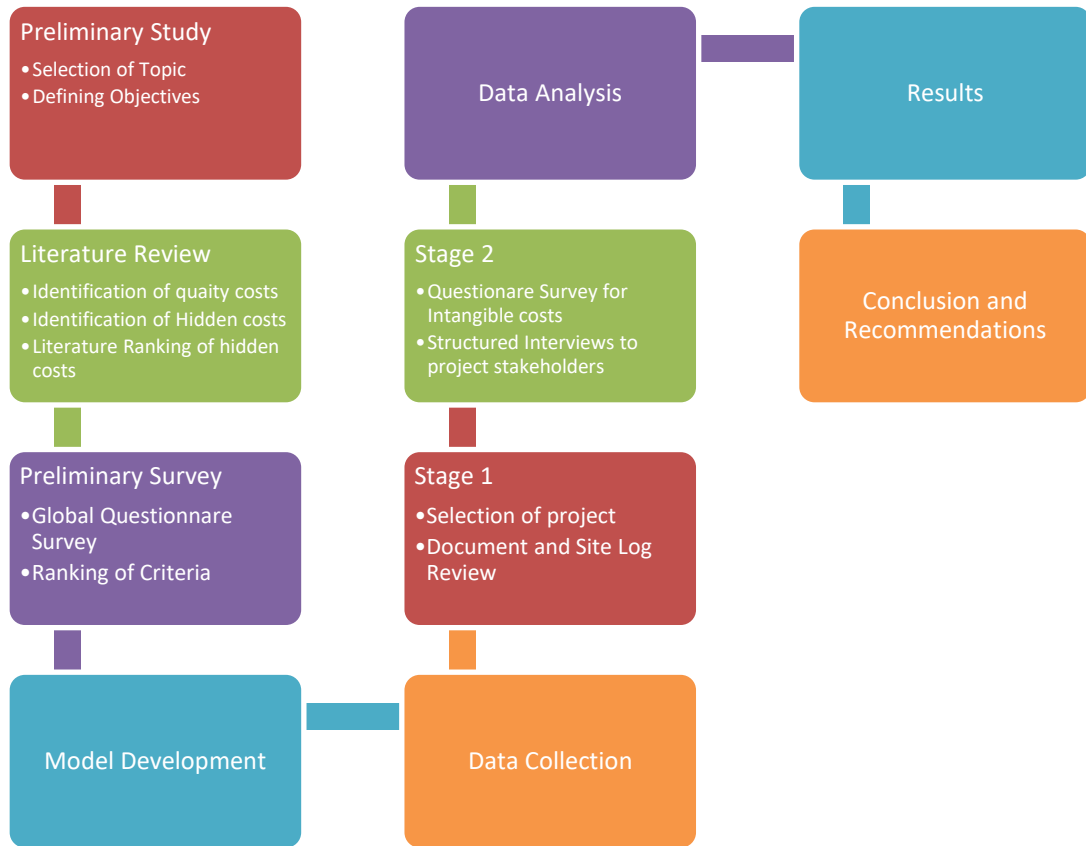 Preliminary Study
•Selection of Topic
•Defining Objectives
Literature Review
•Identification of quaity costs
•Identification of Hidden costs
•Literature Ranking of hidden
costs
Preliminary Survey
•Global Questionnare
Survey
•Ranking of Criteria
Model Development
Data Collection
Stage 1
•Selection of project
•Document and Site Log
Review
Stage 2
•Questionare Survey for
Intangible costs
•Structured Interviews to
project stakeholders
Data Analysis
Results
Conclusion and
Recommendations